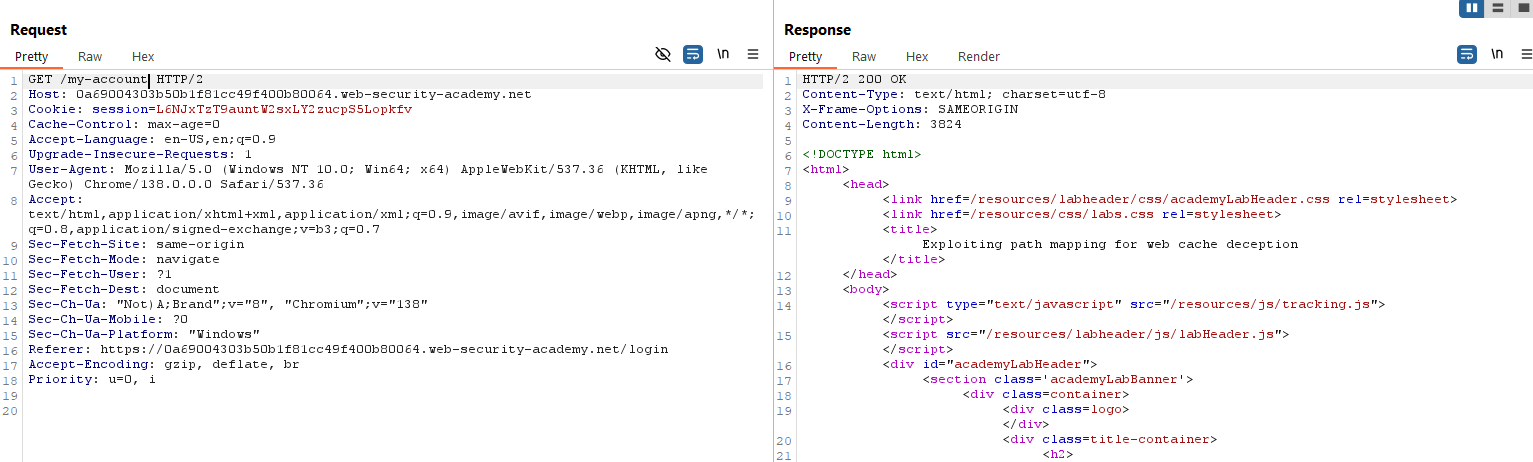 Request
Pretty Raw Hex \n
1 GET /my-account HTTP/2
2 Host: 0a69004303b50b1f81cc49f400b80064.web-security-academy.net
3 Cookie: session=L6NJxTzT9auntW2sxLY2zucpS5Lopkfv
4 Cache-Control: max-age=0
5 Accept-Language: en-US,en;q=0.9
6 Upgrade-Insecure-Requests: 1
7 User-Agent: Mozilla/5.0 (Windows NT 10.0; Win64; x64) AppleWebKit/537.36 (KHTML, like
Gecko) Chrome/138.0.0.0 Safari/537.36
8 Accept:
text/html,application/xhtml+xml,application/xml;q=0.9,image/avif,image/webp,image/apng,*/*;
q=0.8,application/signed-exchange;v=b3;q=0.7
9 Sec-Fetch-Site: same-origin
10 Sec-Fetch-Mode: navigate
11 Sec-Fetch-User: ?1
12 Sec-Fetch-Dest: document
13 Sec-Ch-Ua: "Not)A;Brand";v="8", "Chromium";v="138"
14 Sec-Ch-Ua-Mobile: ?0
15 Sec-Ch-Ua-Platform: "Windows"
16 Referer: https://0a69004303b50b1f81cc49f400b80064.web-security-academy.net/login
17 Accept-Encoding: gzip, deflate, br
18 Priority: u=0, i
19
20
Response
Pretty Raw Hex Render \n
1 HTTP/2 200 OK
2 Content-Type: text/html; charset=utf-8
3 X-Frame-Options: SAMEORIGIN
4 Content-Length: 3824
5
6 <!DOCTYPE html>
7 <html>
8 <head>
9 <link href=/resources/labheader/css/academyLabHeader.css rel=stylesheet>
10 <link href=/resources/css/labs.css rel=stylesheet>
11 <title>
Exploiting path mapping for web cache deception
</title>
12 </head>
13 <body>
14 <script type="text/javascript" src="/resources/js/tracking.js">
</script>
15 <script src="/resources/labheader/js/labHeader.js">
</script>
16 <div id="academyLabHeader">
17 <section class='academyLabBanner'>
18 <div class=container>
19 <div class=logo>
</div>
20 <div class=title-container>
21 <h2>